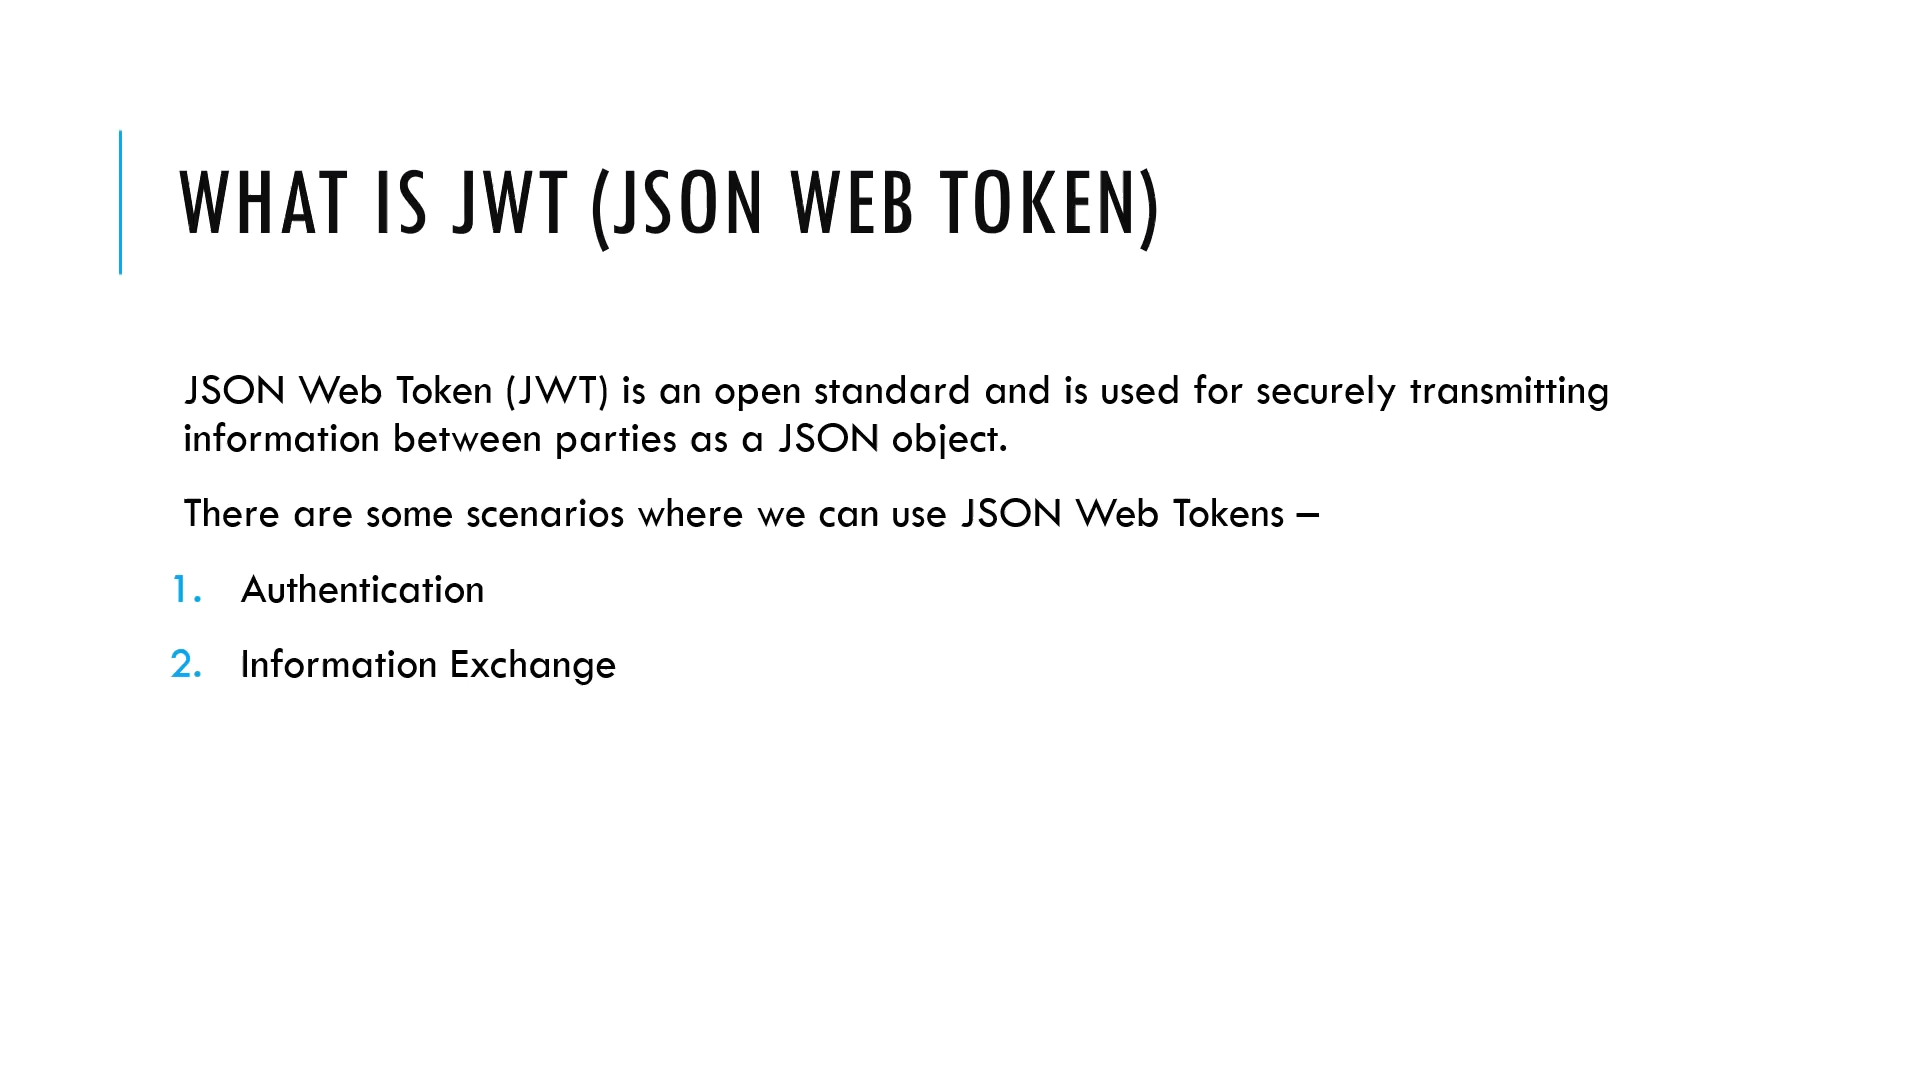 WHAT IS JWT (JSON WEB TOKEN)
JSON Web Token (JWT) is an open standard and is used for securely transmitting
information between parties as a JSON object.
There are some scenarios where we can use JSON Web Tokens –
1. Authentication
2. Information Exchange